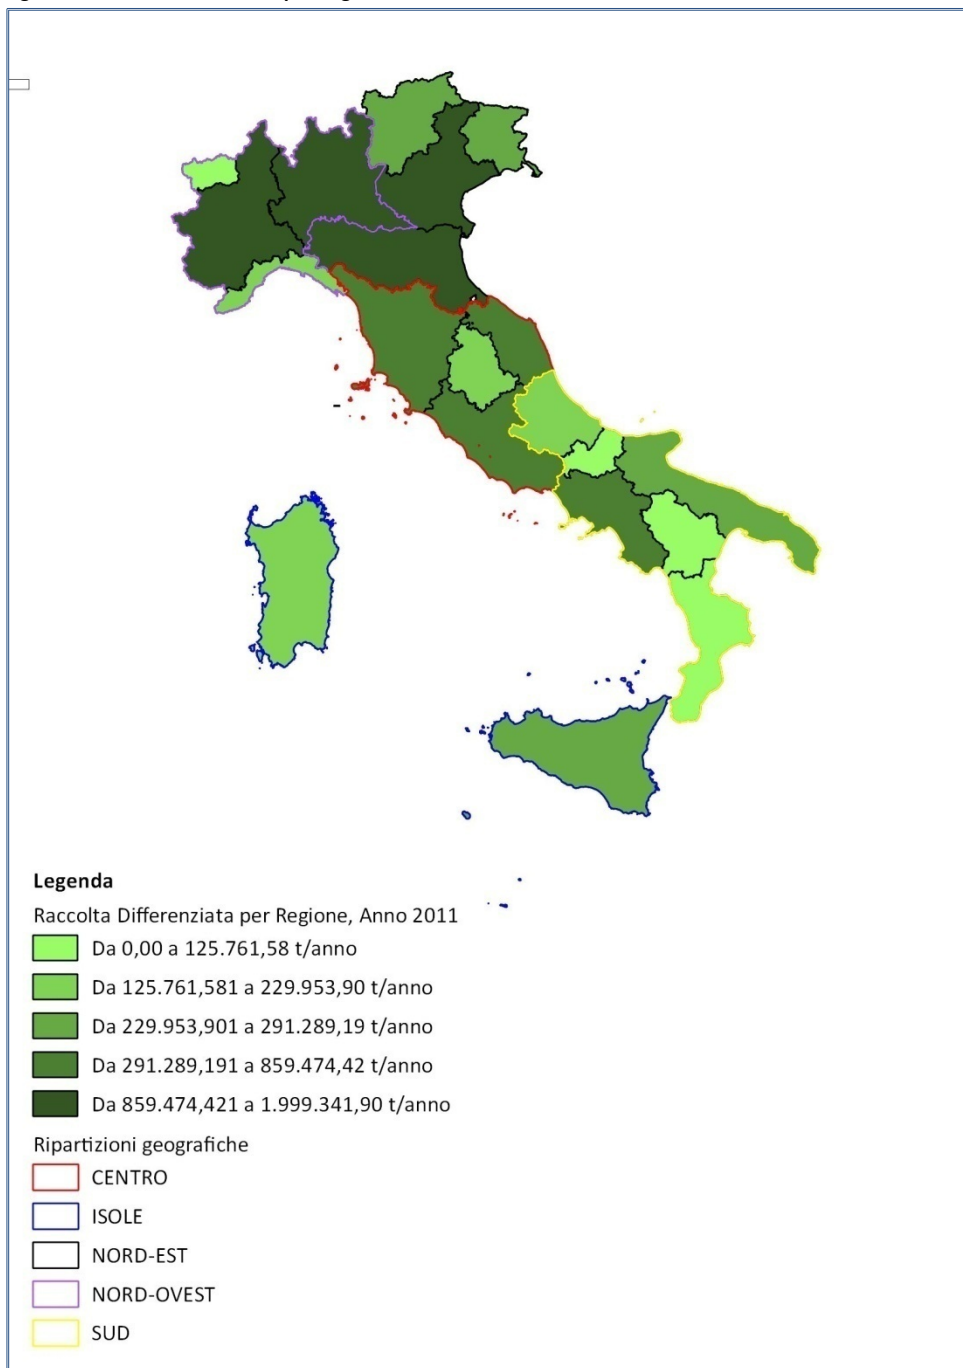 Legenda
Raccolta Differenziata per Regione, Anno 2011
Da 0,00 a 125.761,58 t/anno
Da 125.761,581 a 229.953,90 t/anno
Da 229.953,901 a 291.289,19 t/anno
Da 291.289,191 a 859.474,42 t/anno
Da 859.474,421 a 1.999.341,90 t/anno
Ripartizioni geografiche
CENTRO
ISOLE
NORD-EST
NORD-OVEST
SUD